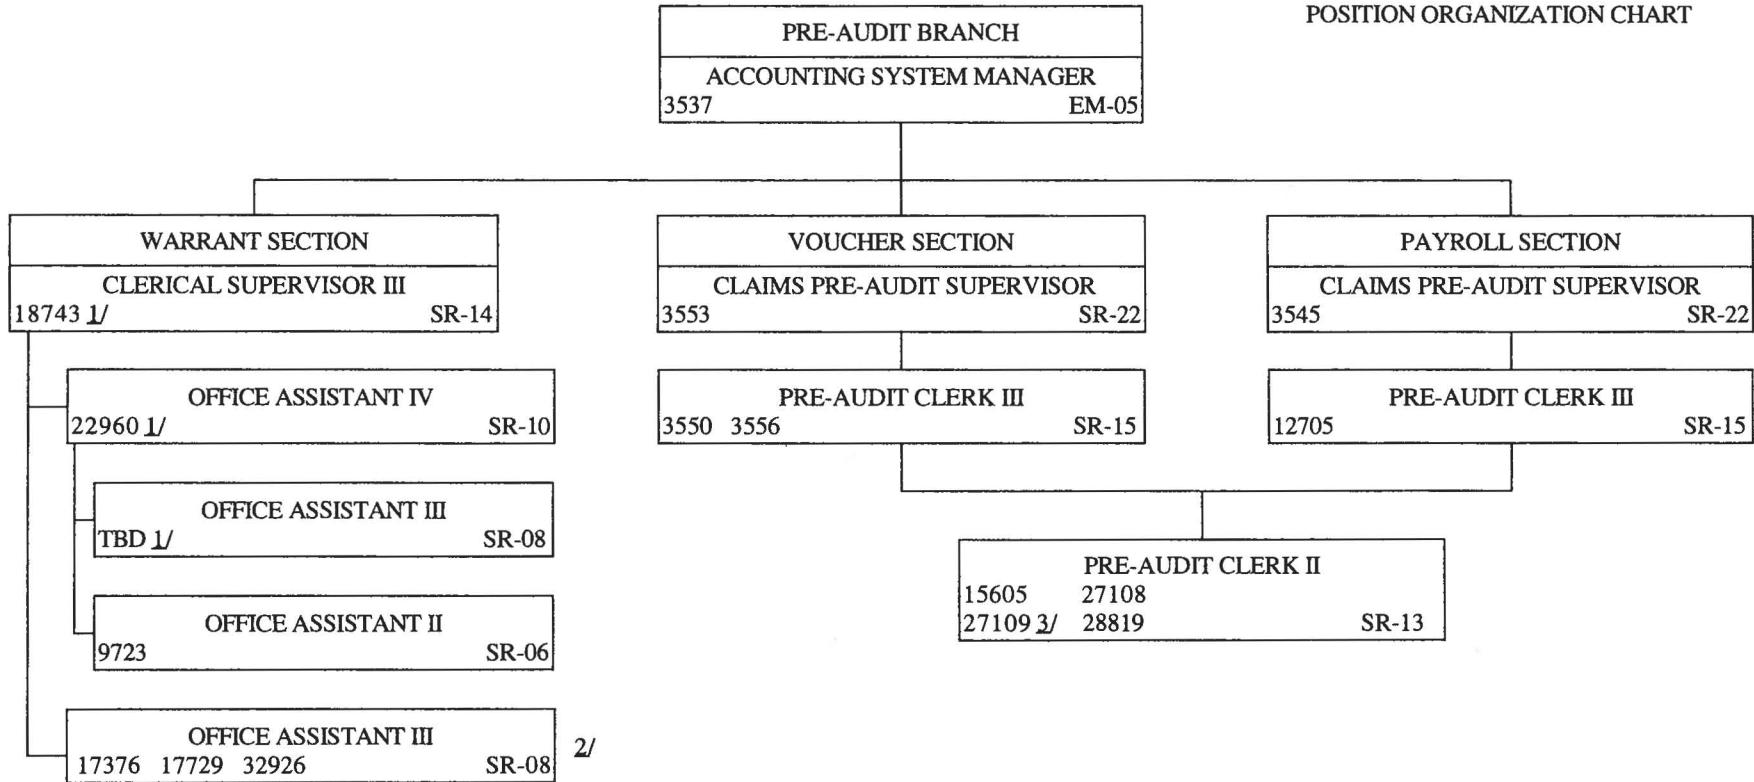 POSITION ORGANIZATION CHART
PRE-AUDIT BRANCH
ACCOUNTING SYSTEM MANAGER
3537 EM-05
WARRANT SECTION
CLERICAL SUPERVISOR III
18743 1/ SR-14
OFFICE ASSISTANT IV
22960 1/ SR-10
OFFICE ASSISTANT III
TBD 1/ SR-08
OFFICE ASSISTANT II
9723 SR-06
OFFICE ASSISTANT III
17376 17729 32926 SR-08 2/
VOUCHER SECTION
CLAIMS PRE-AUDIT SUPERVISOR
3553 SR-22
PRE-AUDIT CLERK III
3550 3556 SR-15
PAYROLL SECTION
CLAIMS PRE-AUDIT SUPERVISOR
3545 SR-22
PRE-AUDIT CLERK III
12705 SR-15
PRE-AUDIT CLERK II
15605 27108
27109 3/ 28819 SR-13